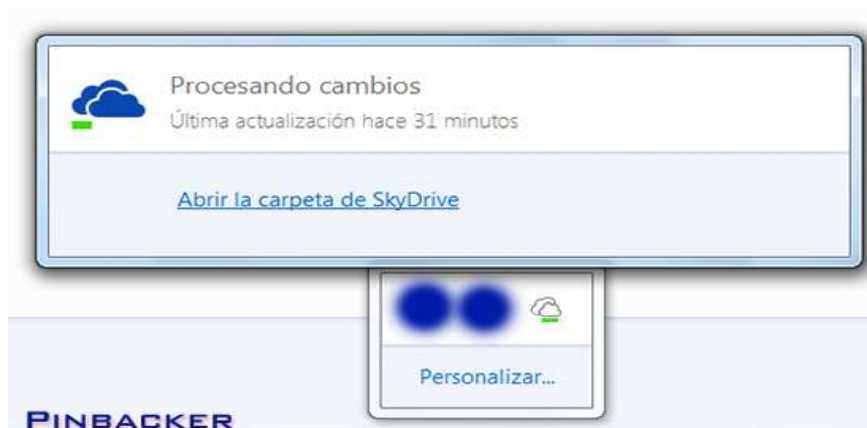 Procesando cambios
Última actualización hace 31 minutos
Abrir la carpeta de SkyDrive
Personalizar...
PINBACKER